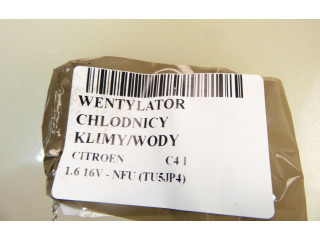 WENTYLATOR
CHLODNICY
KLIMY/WODY
CITROEN C4 I
1.6 16V - NFU (TU5JP4)